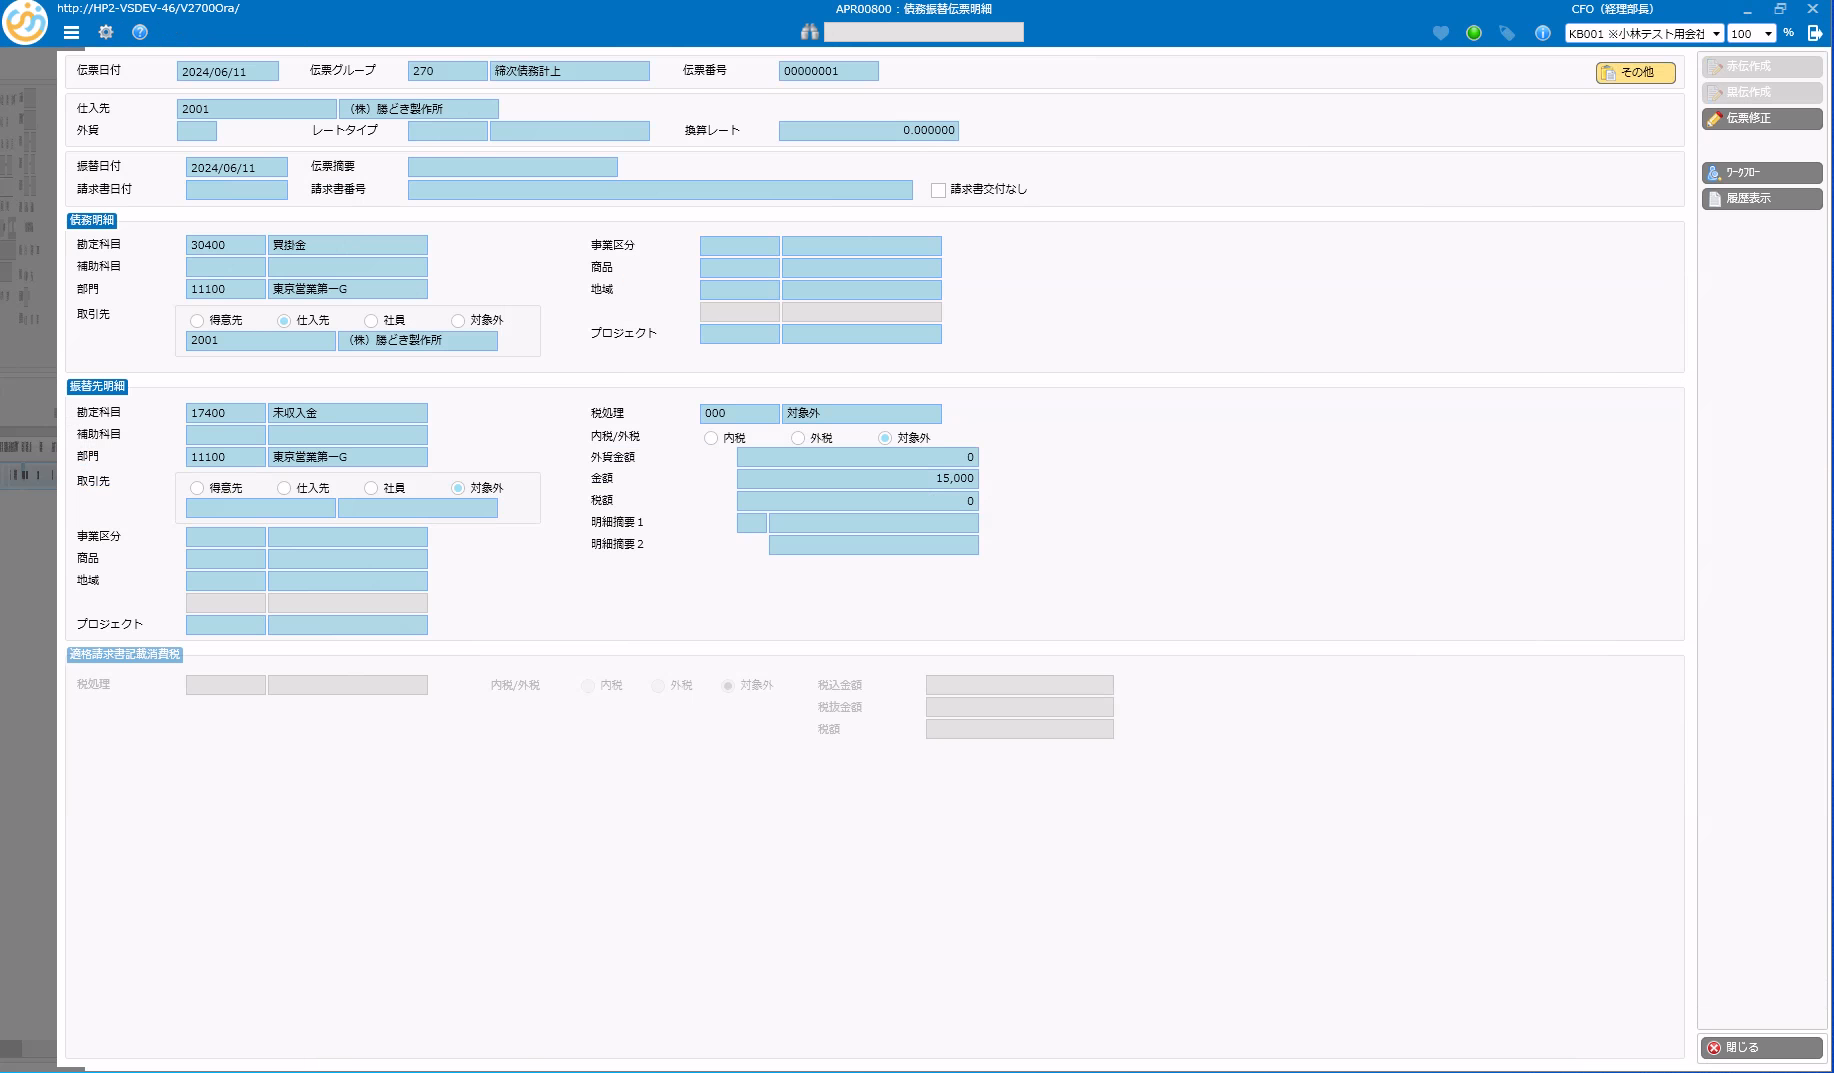 http://HP2-VSDEV-46/V2700Ora/
APR00800 : 債務振替伝票明細
CFO（経理部長）
KB001 ※小林テスト用会社
100 %
伝票日付 2024/06/11 伝票グループ 270 締次債務計上 伝票番号 00000001 その他
仕入先 2001 （株）勝どき製作所
外貨 レートタイプ 換算レート 0.000000
振替日付 2024/06/11 伝票摘要
請求書日付 請求書番号 請求書交付なし
債務明細
勘定科目 30400 買掛金 事業区分
補助科目 商品
部門 11100 東京営業第一G 地域
取引先 得意先 仕入先 社員 対象外
2001 （株）勝どき製作所 プロジェクト
振替先明細
勘定科目 17400 未収入金 税処理 000 対象外
補助科目 内税/外税 内税 外税 対象外
部門 11100 東京営業第一G 外貨金額 0
取引先 得意先 仕入先 社員 対象外 金額 15,000
税額 0
事業区分 明細摘要１
商品 明細摘要２
地域
プロジェクト
適格請求書記載消費税
税処理 内税/外税 内税 外税 対象外 税込金額
税抜金額
税額
赤伝作成
黒伝作成
伝票修正
ﾜｰｸﾌﾛｰ
履歴表示
閉じる